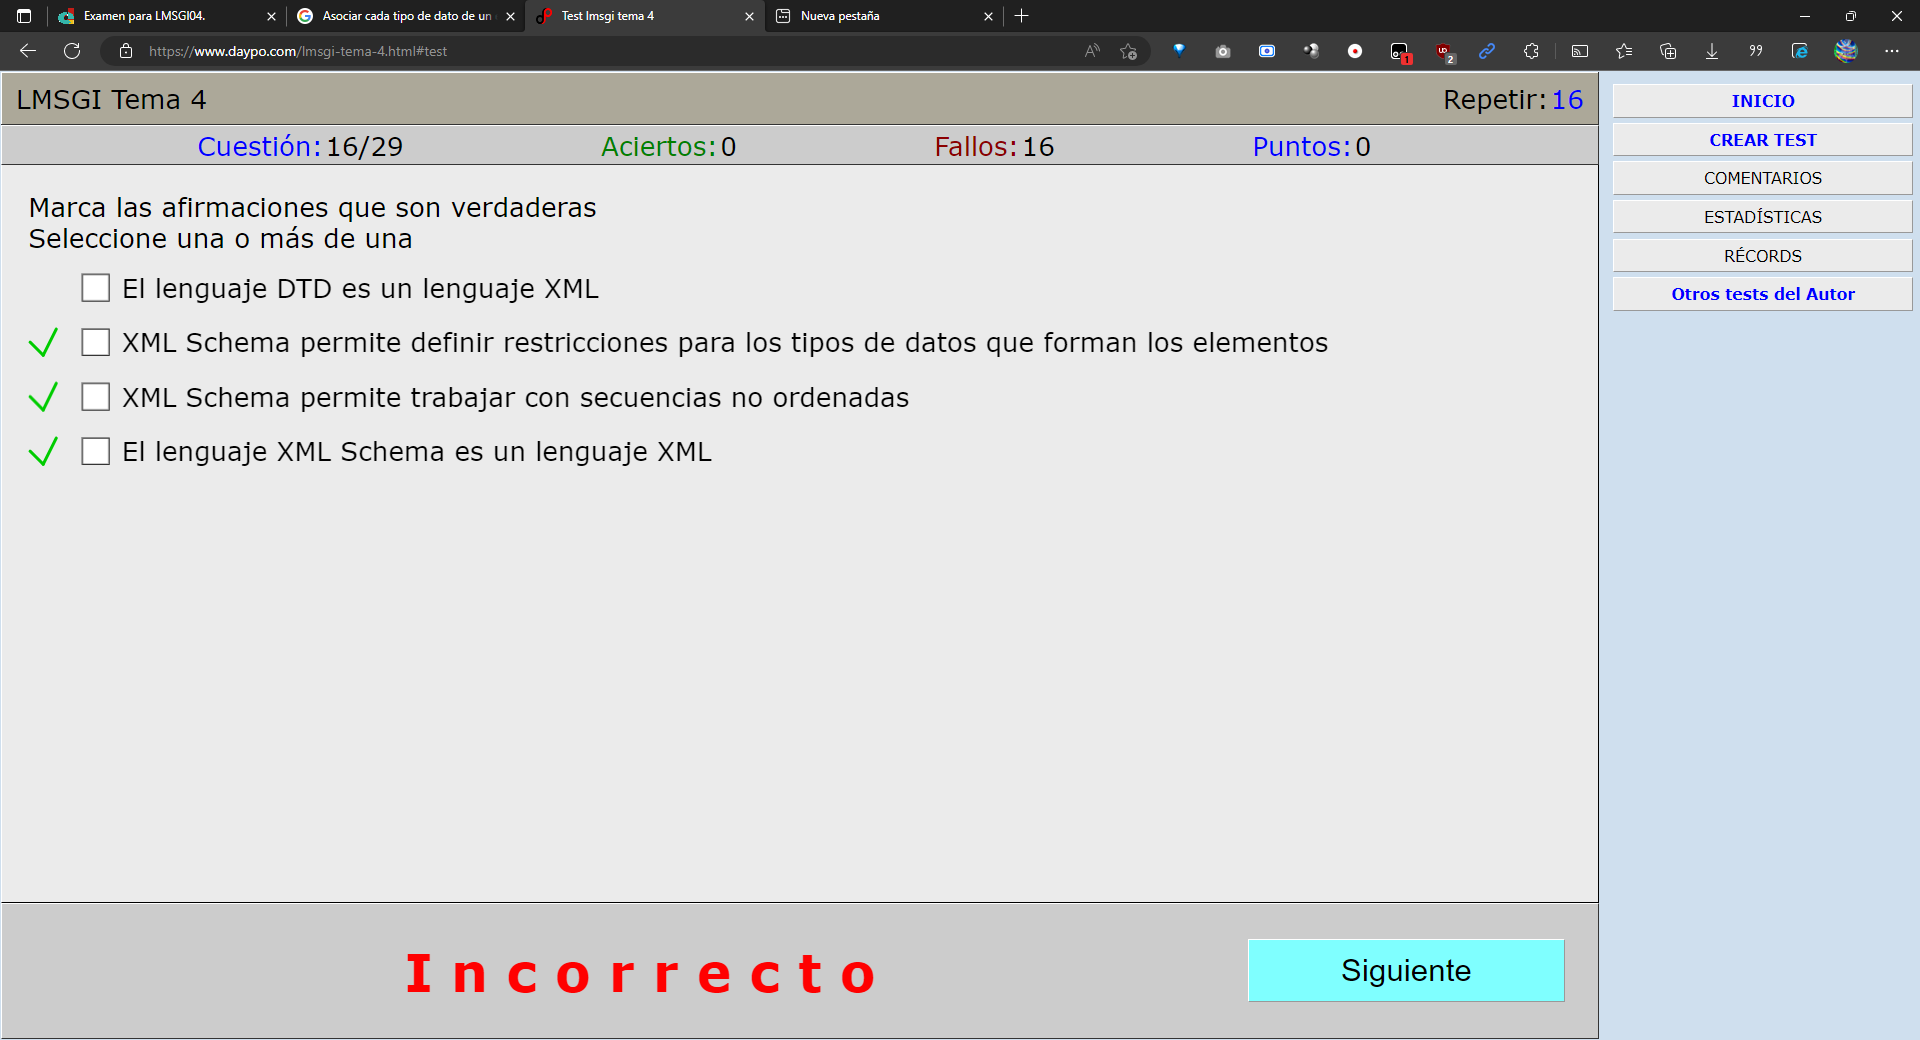 Examen para LMSGI04.
Asociar cada tipo de dato de un
Test lmsgi tema 4
Nueva pestaña
https://www.daypo.com/lmsgi-tema-4.html#test
1
2
LMSGI Tema 4
Repetir: 16
Cuestión: 16/29
Aciertos: 0
Fallos: 16
Puntos: 0
Marca las afirmaciones que son verdaderas
Seleccione una o más de una
El lenguaje DTD es un lenguaje XML
XML Schema permite definir restricciones para los tipos de datos que forman los elementos
XML Schema permite trabajar con secuencias no ordenadas
El lenguaje XML Schema es un lenguaje XML
Incorrecto
Siguiente
INICIO
CREAR TEST
COMENTARIOS
ESTADÍSTICAS
RÉCORDS
Otros tests del Autor